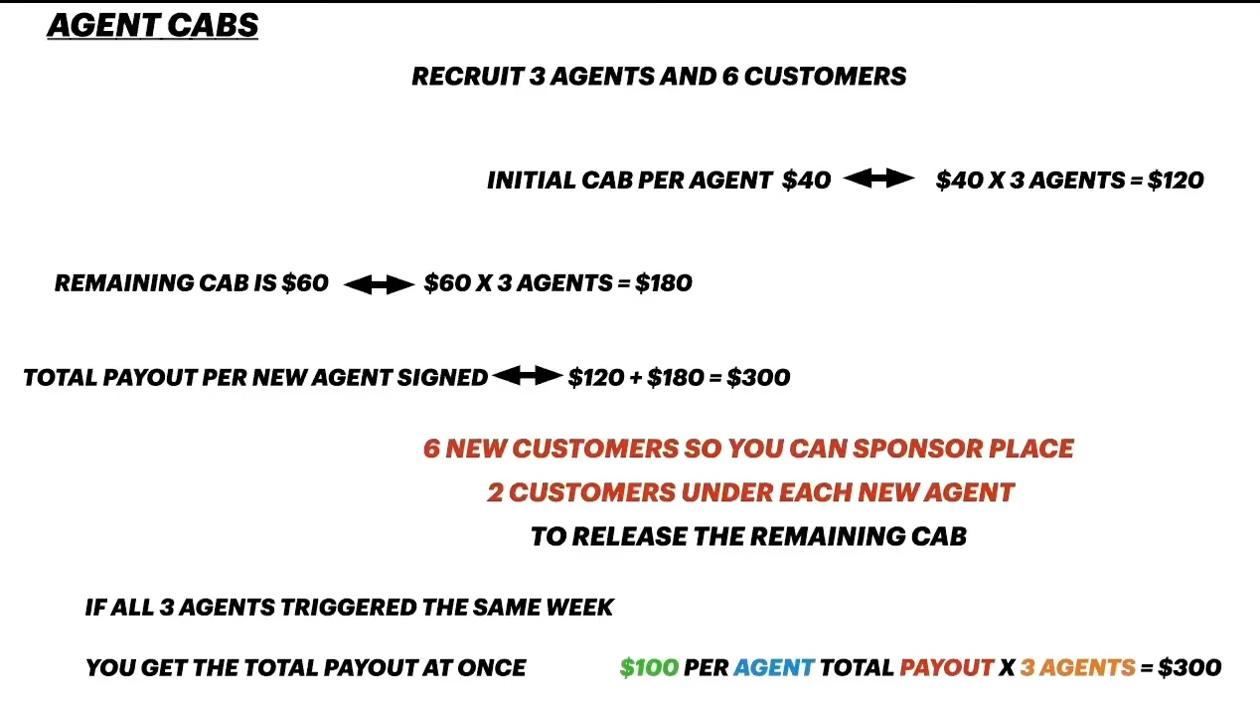 AGENT CABS
RECRUIT 3 AGENTS AND 6 CUSTOMERS
INITIAL CAB PER AGENT $40 $40 X 3 AGENTS = $120
REMAINING CAB IS $60 $60 X 3 AGENTS = $180
TOTAL PAYOUT PER NEW AGENT SIGNED $120 + $180 = $300
6 NEW CUSTOMERS SO YOU CAN SPONSOR PLACE
2 CUSTOMERS UNDER EACH NEW AGENT
TO RELEASE THE REMAINING CAB
IF ALL 3 AGENTS TRIGGERED THE SAME WEEK
YOU GET THE TOTAL PAYOUT AT ONCE $100 PER AGENT TOTAL PAYOUT X 3 AGENTS = $300